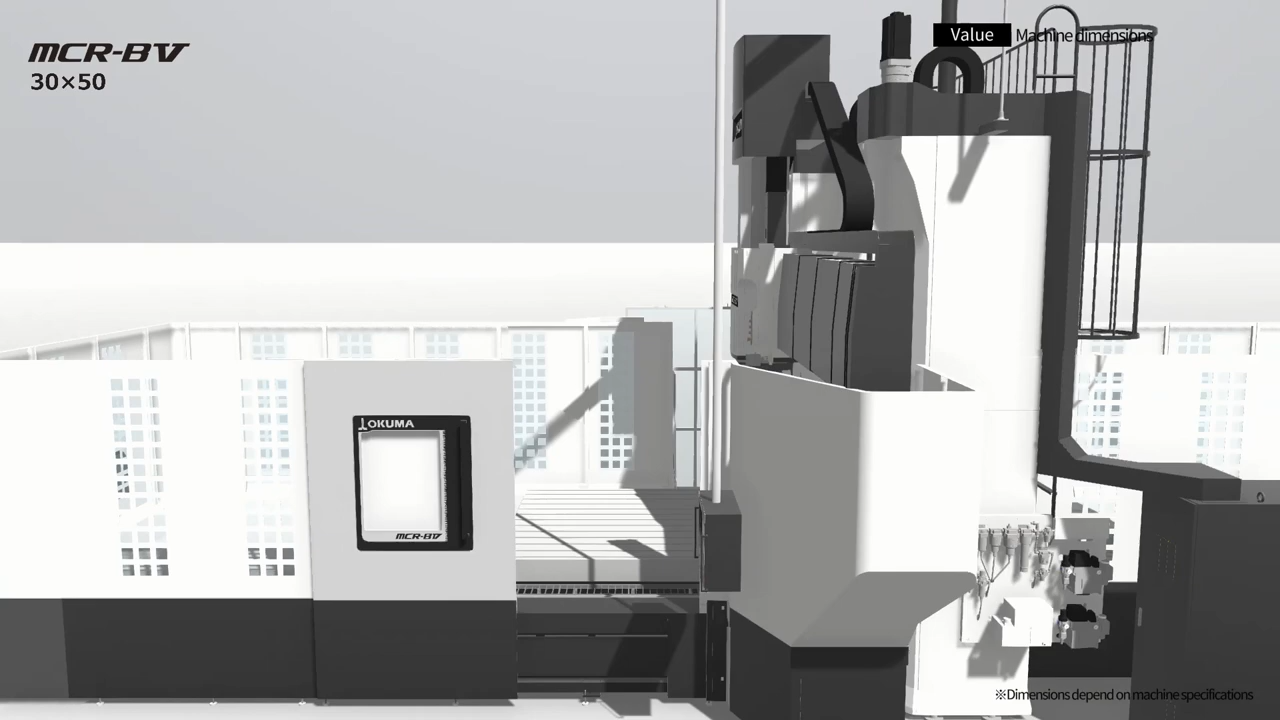 MCR-BV
30×50
Value
Machine dimensions
OKUMA
MCR-BV
※Dimensions depend on machine specifications